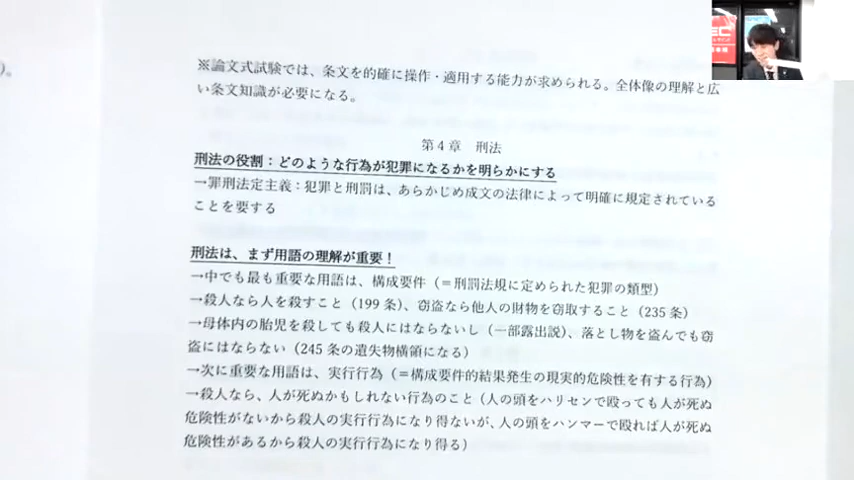 )。
※論文式試験では、条文を的確に操作・適用する能力が求められる。全体像の理解と広
い条文知識が必要になる。
第4章 刑法
刑法の役割：どのような行為が犯罪になるかを明らかにする
→罪刑法定主義：犯罪と刑罰は、あらかじめ成文の法律によって明確に規定されている
ことを要する
刑法は、まず用語の理解が重要！
→中でも最も重要な用語は、構成要件（＝刑罰法規に定められた犯罪の類型）
→殺人なら人を殺すこと（199 条）、窃盗なら他人の財物を窃取すること（235 条）
→母体内の胎児を殺しても殺人にはならないし（一部露出説）、落とし物を盗んでも窃
盗にはならない（245 条の遺失物横領になる）
→次に重要な用語は、実行行為（＝構成要件的結果発生の現実的危険性を有する行為）
→殺人なら、人が死ぬかもしれない行為のこと（人の頭をハリセンで殴っても人が死ぬ
危険性がないから殺人の実行行為になり得ないが、人の頭をハンマーで殴れば人が死ぬ
危険性があるから殺人の実行行為になり得る）